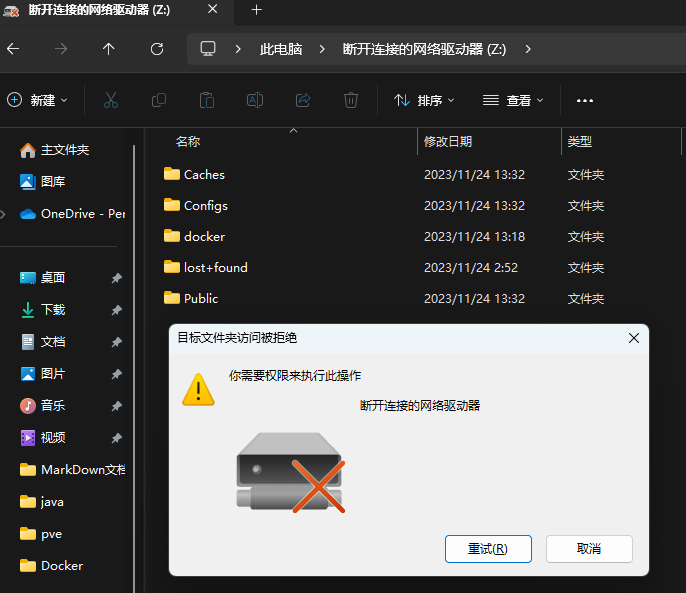 断开连接的网络驱动器 (Z:)
此电脑 断开连接的网络驱动器 (Z:)
新建 排序 查看
名称 修改日期 类型
主文件夹
图库
OneDrive - Per
桌面
下载
文档
图片
音乐
视频
MarkDown文档
java
pve
Docker
Caches 2023/11/24 13:32 文件夹
Configs 2023/11/24 13:32 文件夹
docker 2023/11/24 13:18 文件夹
lost+found 2023/11/24 2:52 文件夹
Public 2023/11/24 13:32 文件夹
目标文件夹访问被拒绝
你需要权限来执行此操作
断开连接的网络驱动器
重试(R) 取消